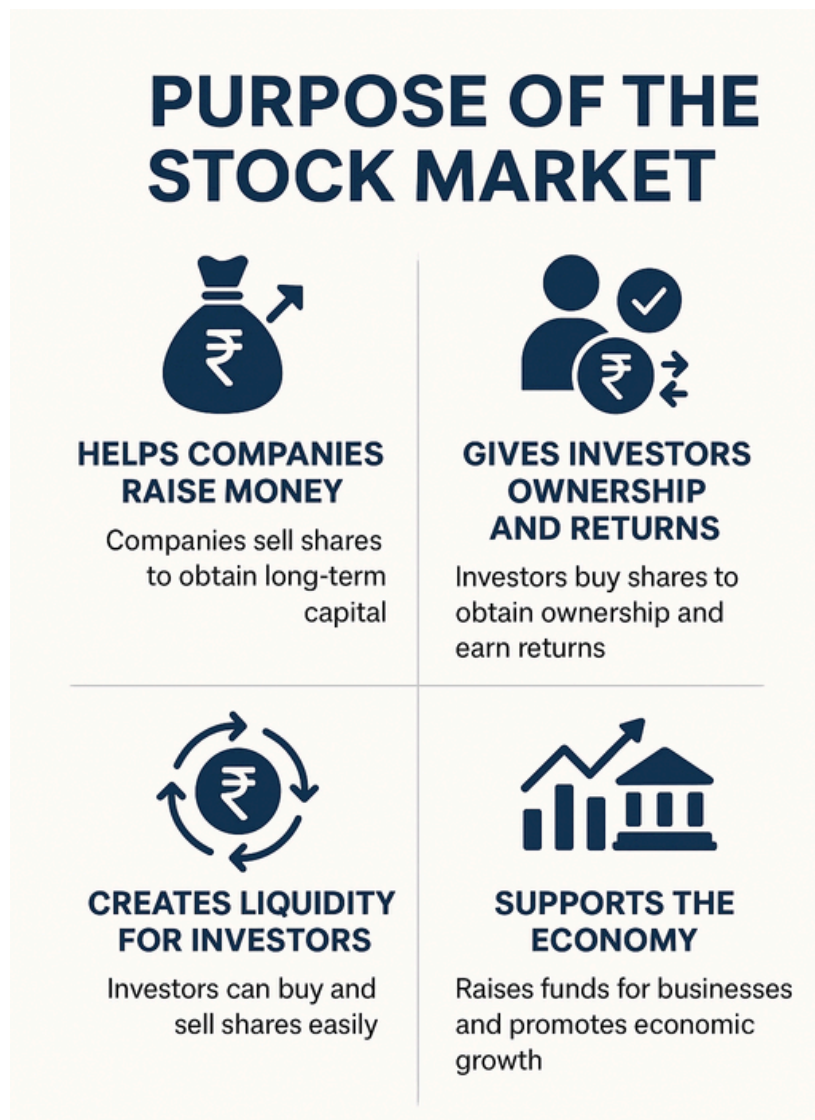 PURPOSE OF THE
STOCK MARKET
₹
HELPS COMPANIES
RAISE MONEY
Companies sell shares
to obtain long-term
capital
₹
GIVES INVESTORS
OWNERSHIP
AND RETURNS
Investors buy shares to
obtain ownership and
earn returns
₹
CREATES LIQUIDITY
FOR INVESTORS
Investors can buy and
sell shares easily
SUPPORTS THE
ECONOMY
Raises funds for businesses
and promotes economic
growth